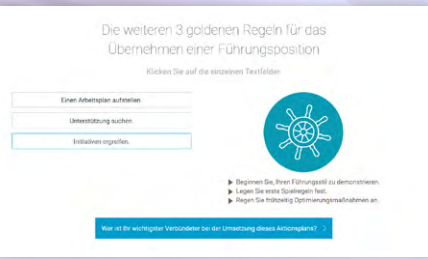 Die weiteren 3 goldenen Regeln für das
Übernehmen einer Führungsposition
Klicken Sie auf die einzelnen Textfelder.
Einen Arbeitsplan aufstellen.
Unterstützung suchen.
Initiativen ergreifen.
Beginnen Sie, Ihren Führungsstil zu demonstrieren.
Legen Sie erste Spielregeln fest.
Regen Sie frühzeitig Optimierungsmaßnahmen an.
Wer ist Ihr wichtigster Verbündeter bei der Umsetzung dieses Aktionsplans?